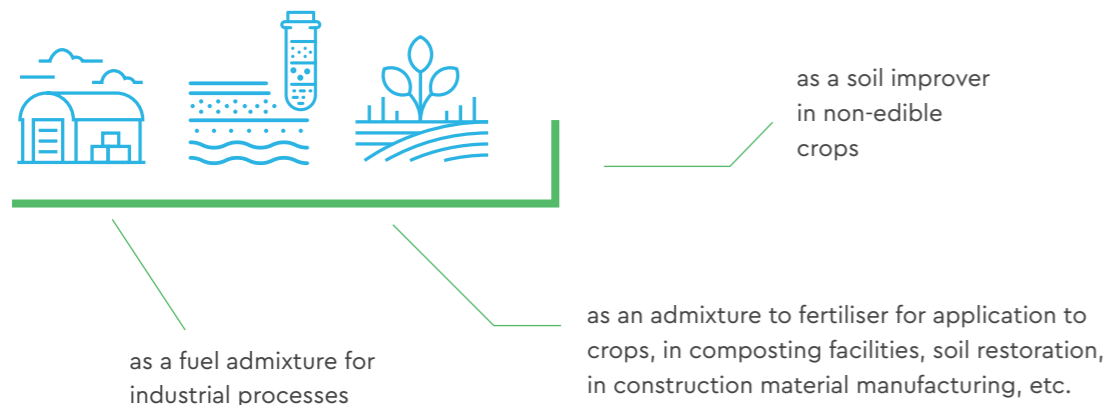 as a soil improver
in non-edible
crops
as a fuel admixture for
industrial processes
as an admixture to fertiliser for application to
crops, in composting facilities, soil restoration,
in construction material manufacturing, etc.